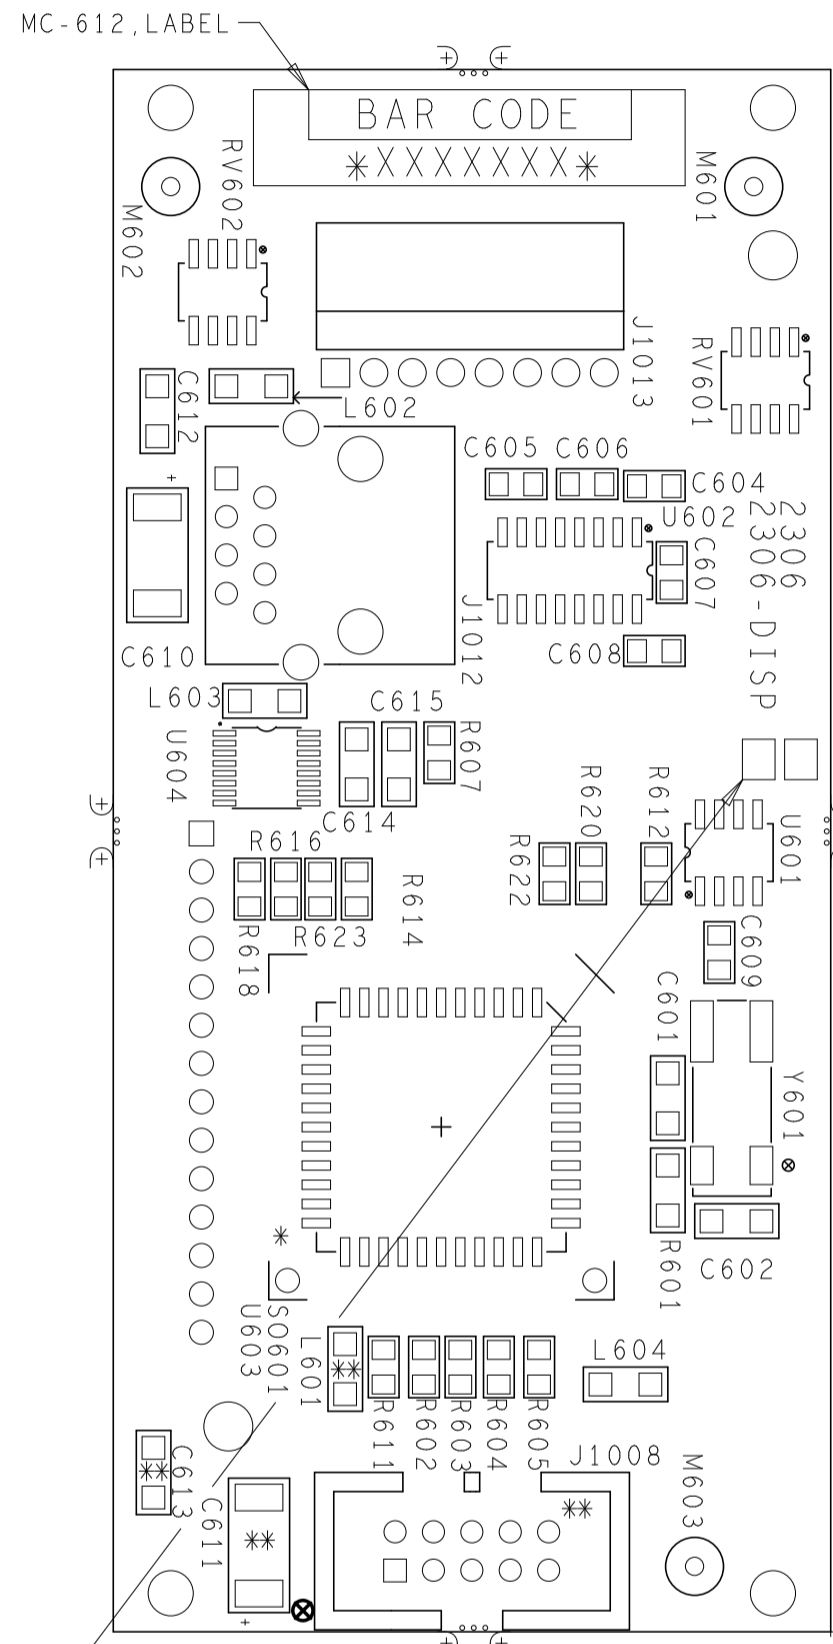 MC-612,LABEL
BAR CODE
*XXXXXXX*
RV602
M601
M602
J1013
RV601
C612
L602
C605
C606
C604
U602
2306
2306-DISP
C607
J1012
C610
C608
L603
C615
R607
U604
C614
R620
R612
U601
R616
R622
R614
R623
R618
C609
C601
Y601
*
R601
C602
SO601
U603
L601
**
L604
R611
R602
R603
R604
R605
J1008
M603
C613
**
C611
**
**